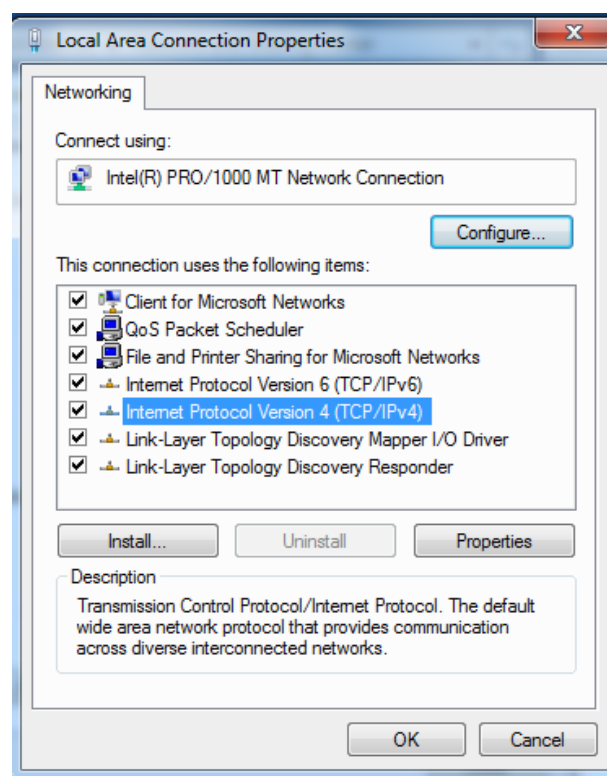 Local Area Connection Properties
Networking
Connect using:
Intel(R) PRO/1000 MT Network Connection
Configure...
This connection uses the following items:
Client for Microsoft Networks
QoS Packet Scheduler
File and Printer Sharing for Microsoft Networks
Internet Protocol Version 6 (TCP/IPv6)
Internet Protocol Version 4 (TCP/IPv4)
Link-Layer Topology Discovery Mapper I/O Driver
Link-Layer Topology Discovery Responder
Install... Uninstall Properties
Description
Transmission Control Protocol/Internet Protocol. The default
wide area network protocol that provides communication
across diverse interconnected networks.
OK Cancel